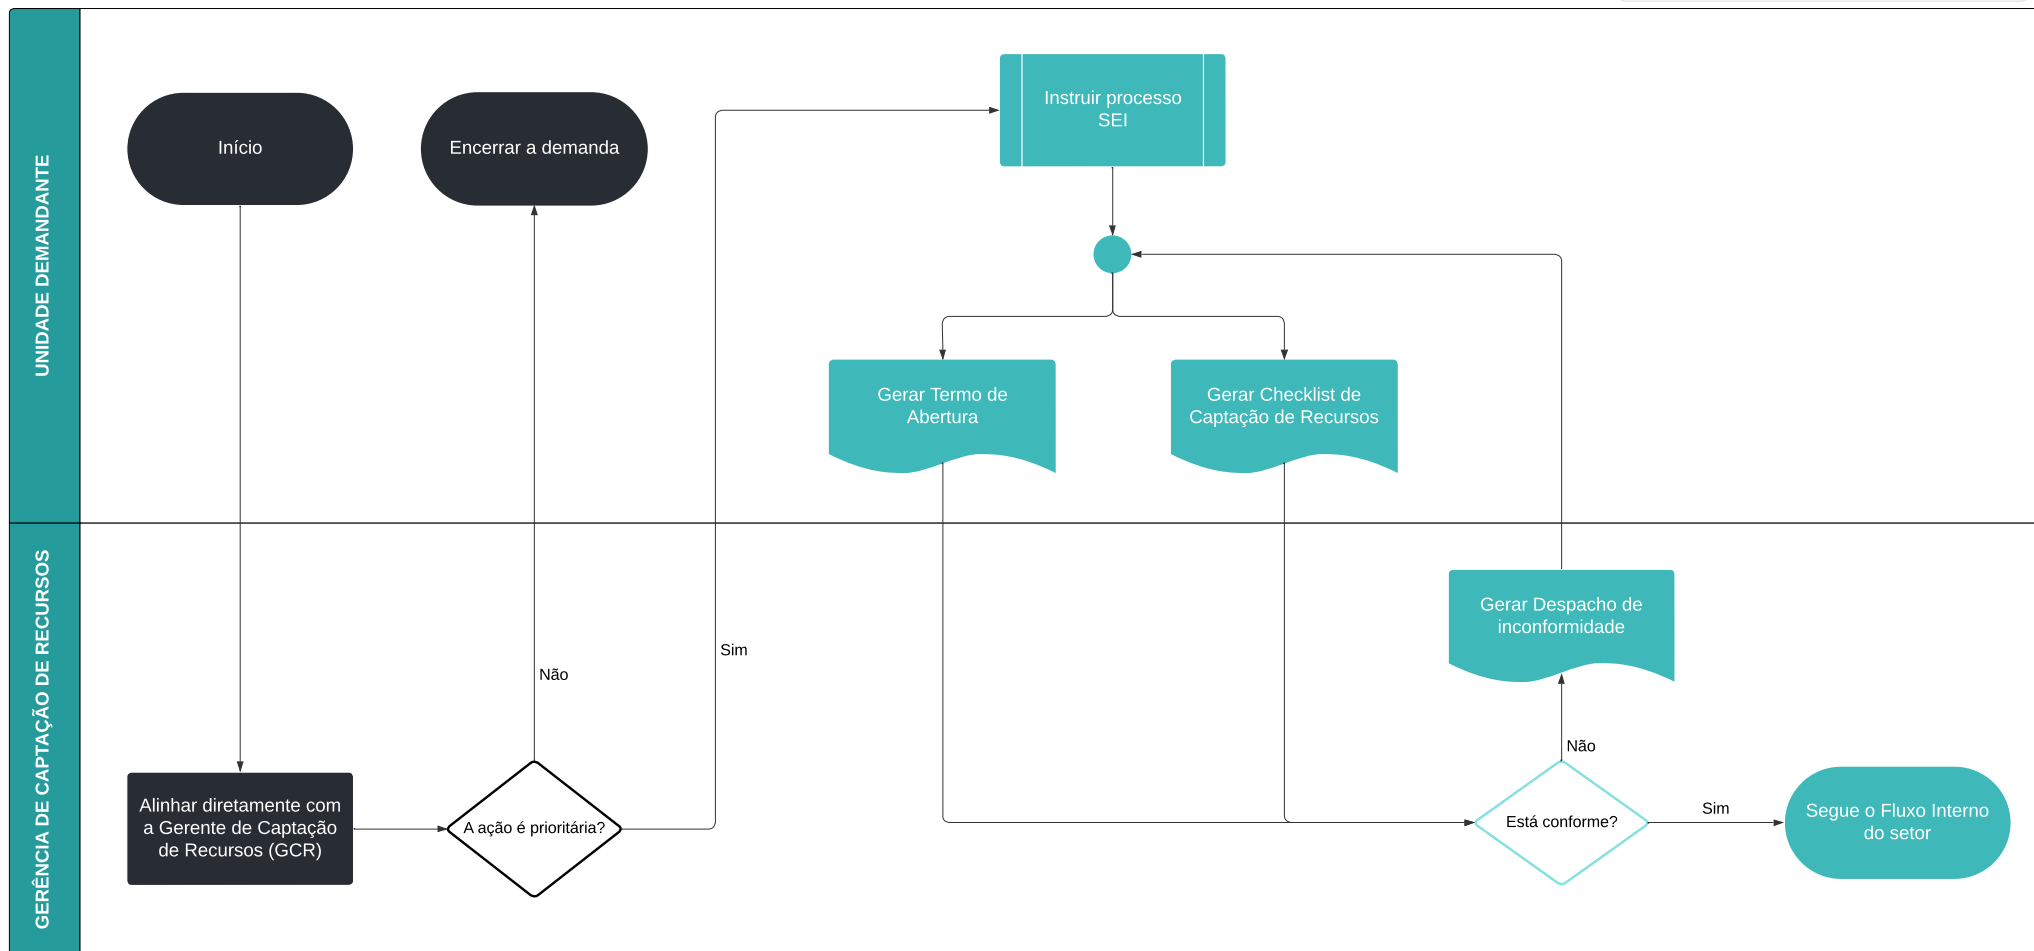 UNIDADE DEMANDANTE
Início
Encerrar a demanda
Instruir processo
SEI
Gerar Termo de
Abertura
Gerar Checklist de
Captação de Recursos
GERÊNCIA DE CAPTAÇÃO DE RECURSOS
Alinhar diretamente com
a Gerente de Captação
de Recursos (GCR)
A ação é prioritária?
Não
Sim
Gerar Despacho de
inconformidade
Não
Está conforme?
Sim
Segue o Fluxo Interno
do setor